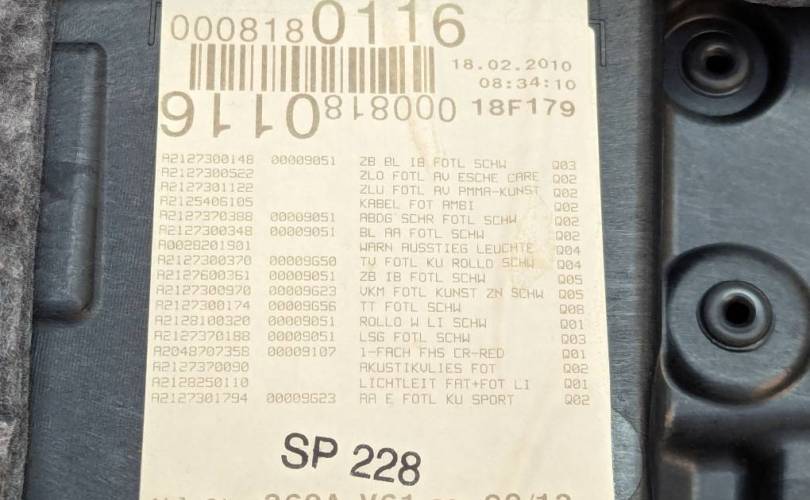 0008180116
18.02.2010
08:34:10
0008180116 18F179
A2127300148 00009051 ZB BL IB FOTL SCHW Q03
A2127300522 ZLO FOTL AV ESCHE CARE Q02
A2127301122 ZLU FOTL AV PMMA-KUNST Q02
A2125406105 KABEL FOT AMBI Q02
A2127370388 00009051 ABDG SCHR FOTL SCHW Q02
A2127300348 00009051 BL AA FOTL SCHW Q02
A0028201901 WARN AUSSTIEG LEUCHTE Q04
A2127300370 00009G50 TV FOTL KU ROLLO SCHW Q04
A2127600361 00009051 ZB IB FOTL SCHW Q05
A2127300970 00009G23 VKM FOTL KUNST ZN SCHW Q05
A2127300174 00009G56 TT FOTL SCHW Q08
A2128100320 00009051 ROLLO W LI SCHW Q01
A2127370188 00009051 LSG FOTL SCHW Q03
A2048707358 00009107 1-FACH FHS CR-RED Q01
A2127370090 AKUSTIKVLIES FOT Q02
A2128250110 LICHTLEIT FAT+FOT LI Q01
A2127301794 00009G23 AA E FOTL KU SPORT Q02
SP 228